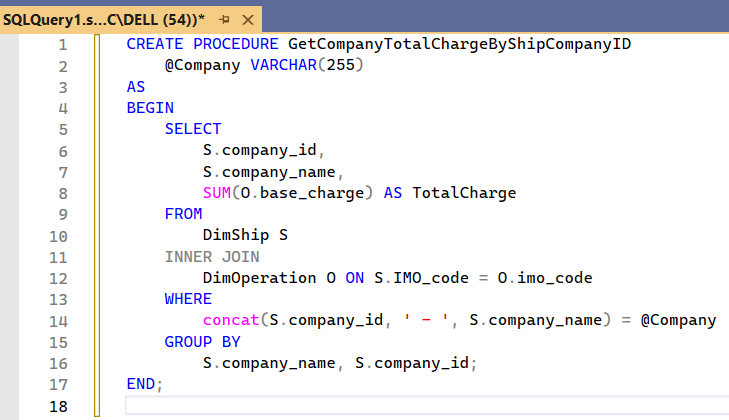 SQLQuery1.s...C\DELL (54))*
1 CREATE PROCEDURE GetCompanyTotalChargeByShipCompanyID
2 @Company VARCHAR(255)
3 AS
4 BEGIN
5 SELECT
6 S.company_id,
7 S.company_name,
8 SUM(O.base_charge) AS TotalCharge
9 FROM
10 DimShip S
11 INNER JOIN
12 DimOperation O ON S.IMO_code = O.imo_code
13 WHERE
14 concat(S.company_id, ' - ', S.company_name) = @Company
15 GROUP BY
16 S.company_name, S.company_id;
17 END;
18